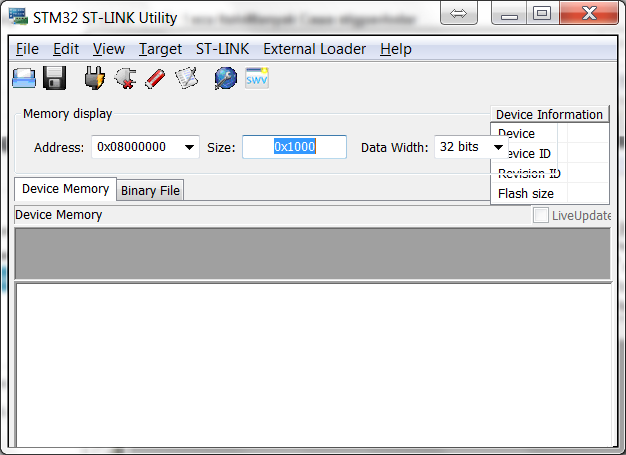 STM32 ST-LINK Utility
File Edit View Target ST-LINK External Loader Help
SWV
Memory display
Address: 0x08000000 Size: 0x1000 Data Width: 32 bits
Device Information
Device
Device ID
Revision ID
Flash size
Device Memory Binary File
Device Memory LiveUpdate